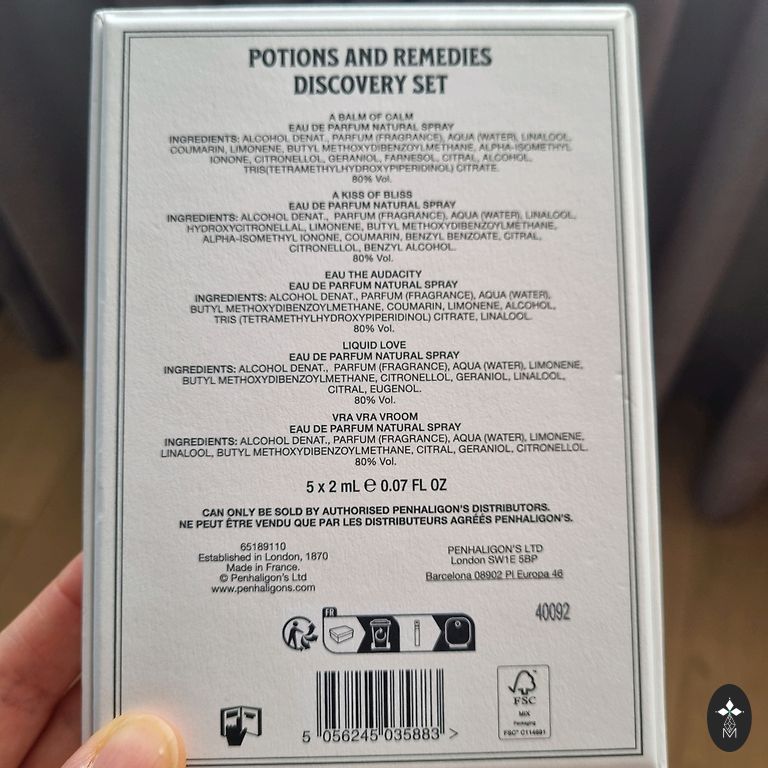 POTIONS AND REMEDIES
DISCOVERY SET
A BALM OF CALM
EAU DE PARFUM NATURAL SPRAY
INGREDIENTS: ALCOHOL DENAT., PARFUM (FRAGRANCE), AQUA (WATER), LINALOOL,
COUMARIN, LIMONENE, BUTYL METHOXYDIBENZOYLMETHANE, ALPHA-ISOMETHYL
IONONE, CITRONELLOL, GERANIOL, FARNESOL, CITRAL, ALCOHOL,
TRIS(TETRAMETHYLHYDROXYPIPERIDINOL) CITRATE.
80% Vol.
A KISS OF BLISS
EAU DE PARFUM NATURAL SPRAY
INGREDIENTS: ALCOHOL DENAT., PARFUM (FRAGRANCE), AQUA (WATER), LINALOOL,
HYDROXYCITRONELLAL, LIMONENE, BUTYL METHOXYDIBENZOYLMETHANE,
ALPHA-ISOMETHYL IONONE, COUMARIN, BENZYL BENZOATE, CITRAL,
CITRONELLOL, BENZYL ALCOHOL.
80% Vol.
EAU THE AUDACITY
EAU DE PARFUM NATURAL SPRAY
INGREDIENTS: ALCOHOL DENAT., PARFUM (FRAGRANCE), AQUA (WATER),
BUTYL METHOXYDIBENZOYLMETHANE, COUMARIN, LIMONENE, ALCOHOL,
TRIS (TETRAMETHYLHYDROXYPIPERIDINOL) CITRATE, LINALOOL.
80% Vol.
LIQUID LOVE
EAU DE PARFUM NATURAL SPRAY
INGREDIENTS: ALCOHOL DENAT., PARFUM (FRAGRANCE), AQUA (WATER), LIMONENE,
BUTYL METHOXYDIBENZOYLMETHANE, CITRONELLOL, GERANIOL, LINALOOL,
CITRAL, EUGENOL.
80% Vol.
VRA VRA VROOM
EAU DE PARFUM NATURAL SPRAY
INGREDIENTS: ALCOHOL DENAT., PARFUM (FRAGRANCE), AQUA (WATER), LIMONENE,
LINALOOL, BUTYL METHOXYDIBENZOYLMETHANE, CITRAL, GERANIOL, CITRONELLOL.
80% Vol.
5 x 2 mL ℮ 0.07 FL OZ
CAN ONLY BE SOLD BY AUTHORISED PENHALIGON'S DISTRIBUTORS.
NE PEUT ÊTRE VENDU QUE PAR LES DISTRIBUTEURS AGRÉÉS PENHALIGON'S.
65189110
Established in London, 1870
Made in France.
© Penhaligon's Ltd
www.penhaligons.com
PENHALIGON'S LTD
London SW1E 5BP
Barcelona 08902 Pl Europa 46
40092
FR
5 056245 035883 >
FSC
MIX
Packaging
FSC® C114691
M